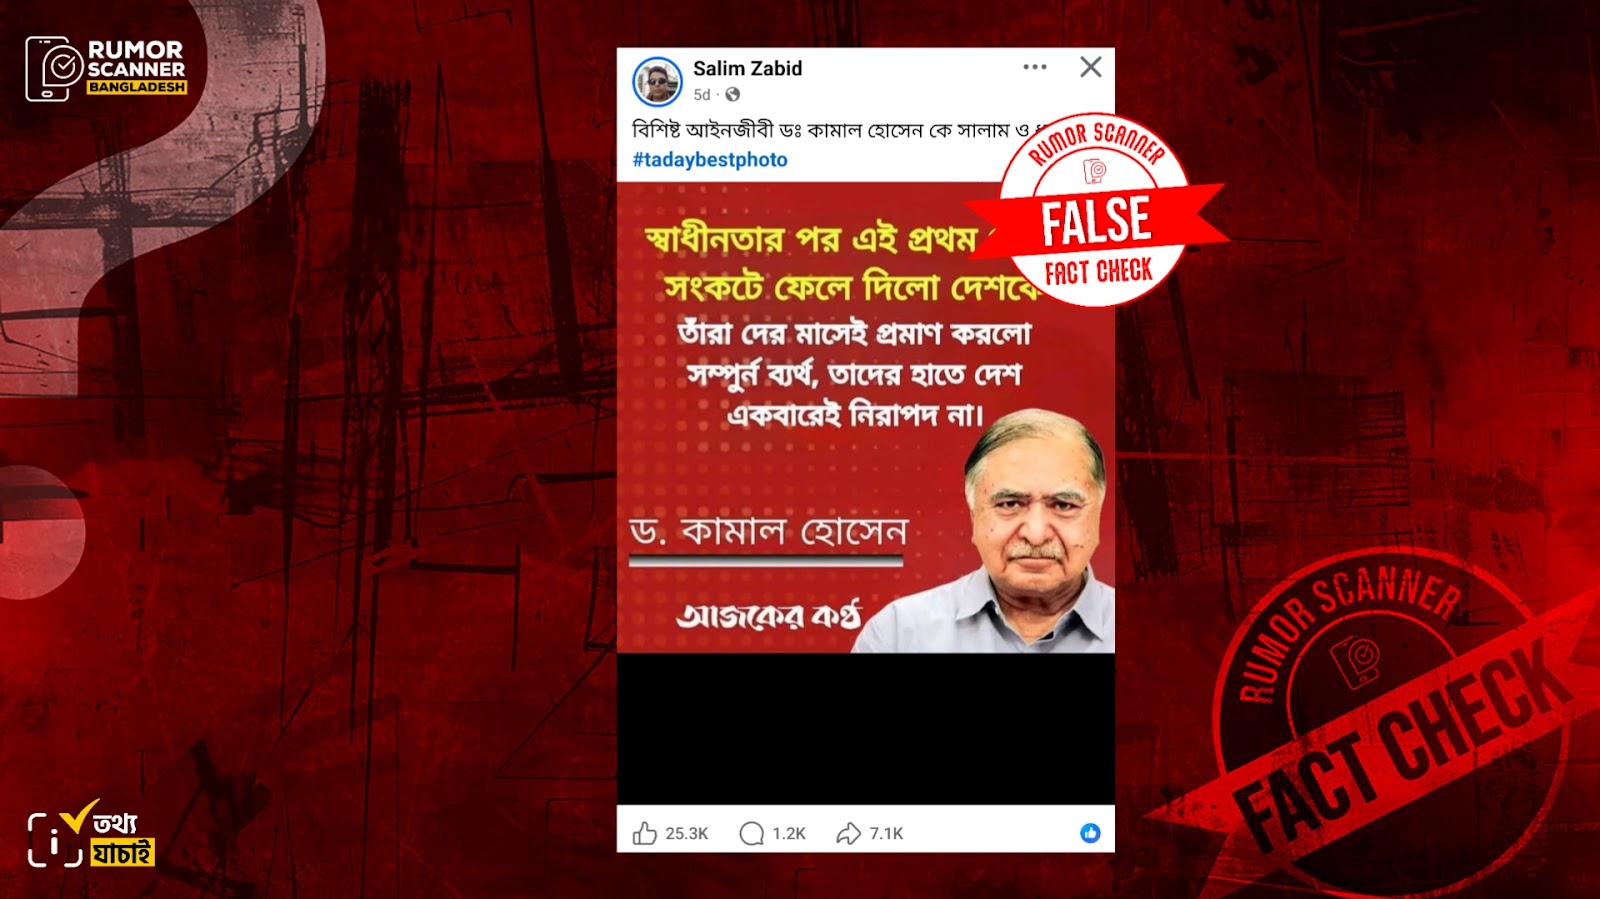 RUMOR
SCANNER
BANGLADESH
Salim Zabid
5d
বিশিষ্ট আইনজীবী ডঃ কামাল হোসেন কে সালাম ও
#tadaybestphoto
স্বাধীনতার পর এই প্রথম
সংকটে ফেলে দিলো দেশকে
তাঁরা দের মাসেই প্রমাণ করলো
সম্পুর্ন ব্যর্থ, তাদের হাতে দেশ
একবারেই নিরাপদ না।
ড. কামাল হোসেন
আজকের কণ্ঠ
25.3K
1.2K
7.1K
RUMOR SCANNER
FALSE
FACT CHECK
RUMOR SCANNER
FACT CHECK
তথ্য
যাচাই